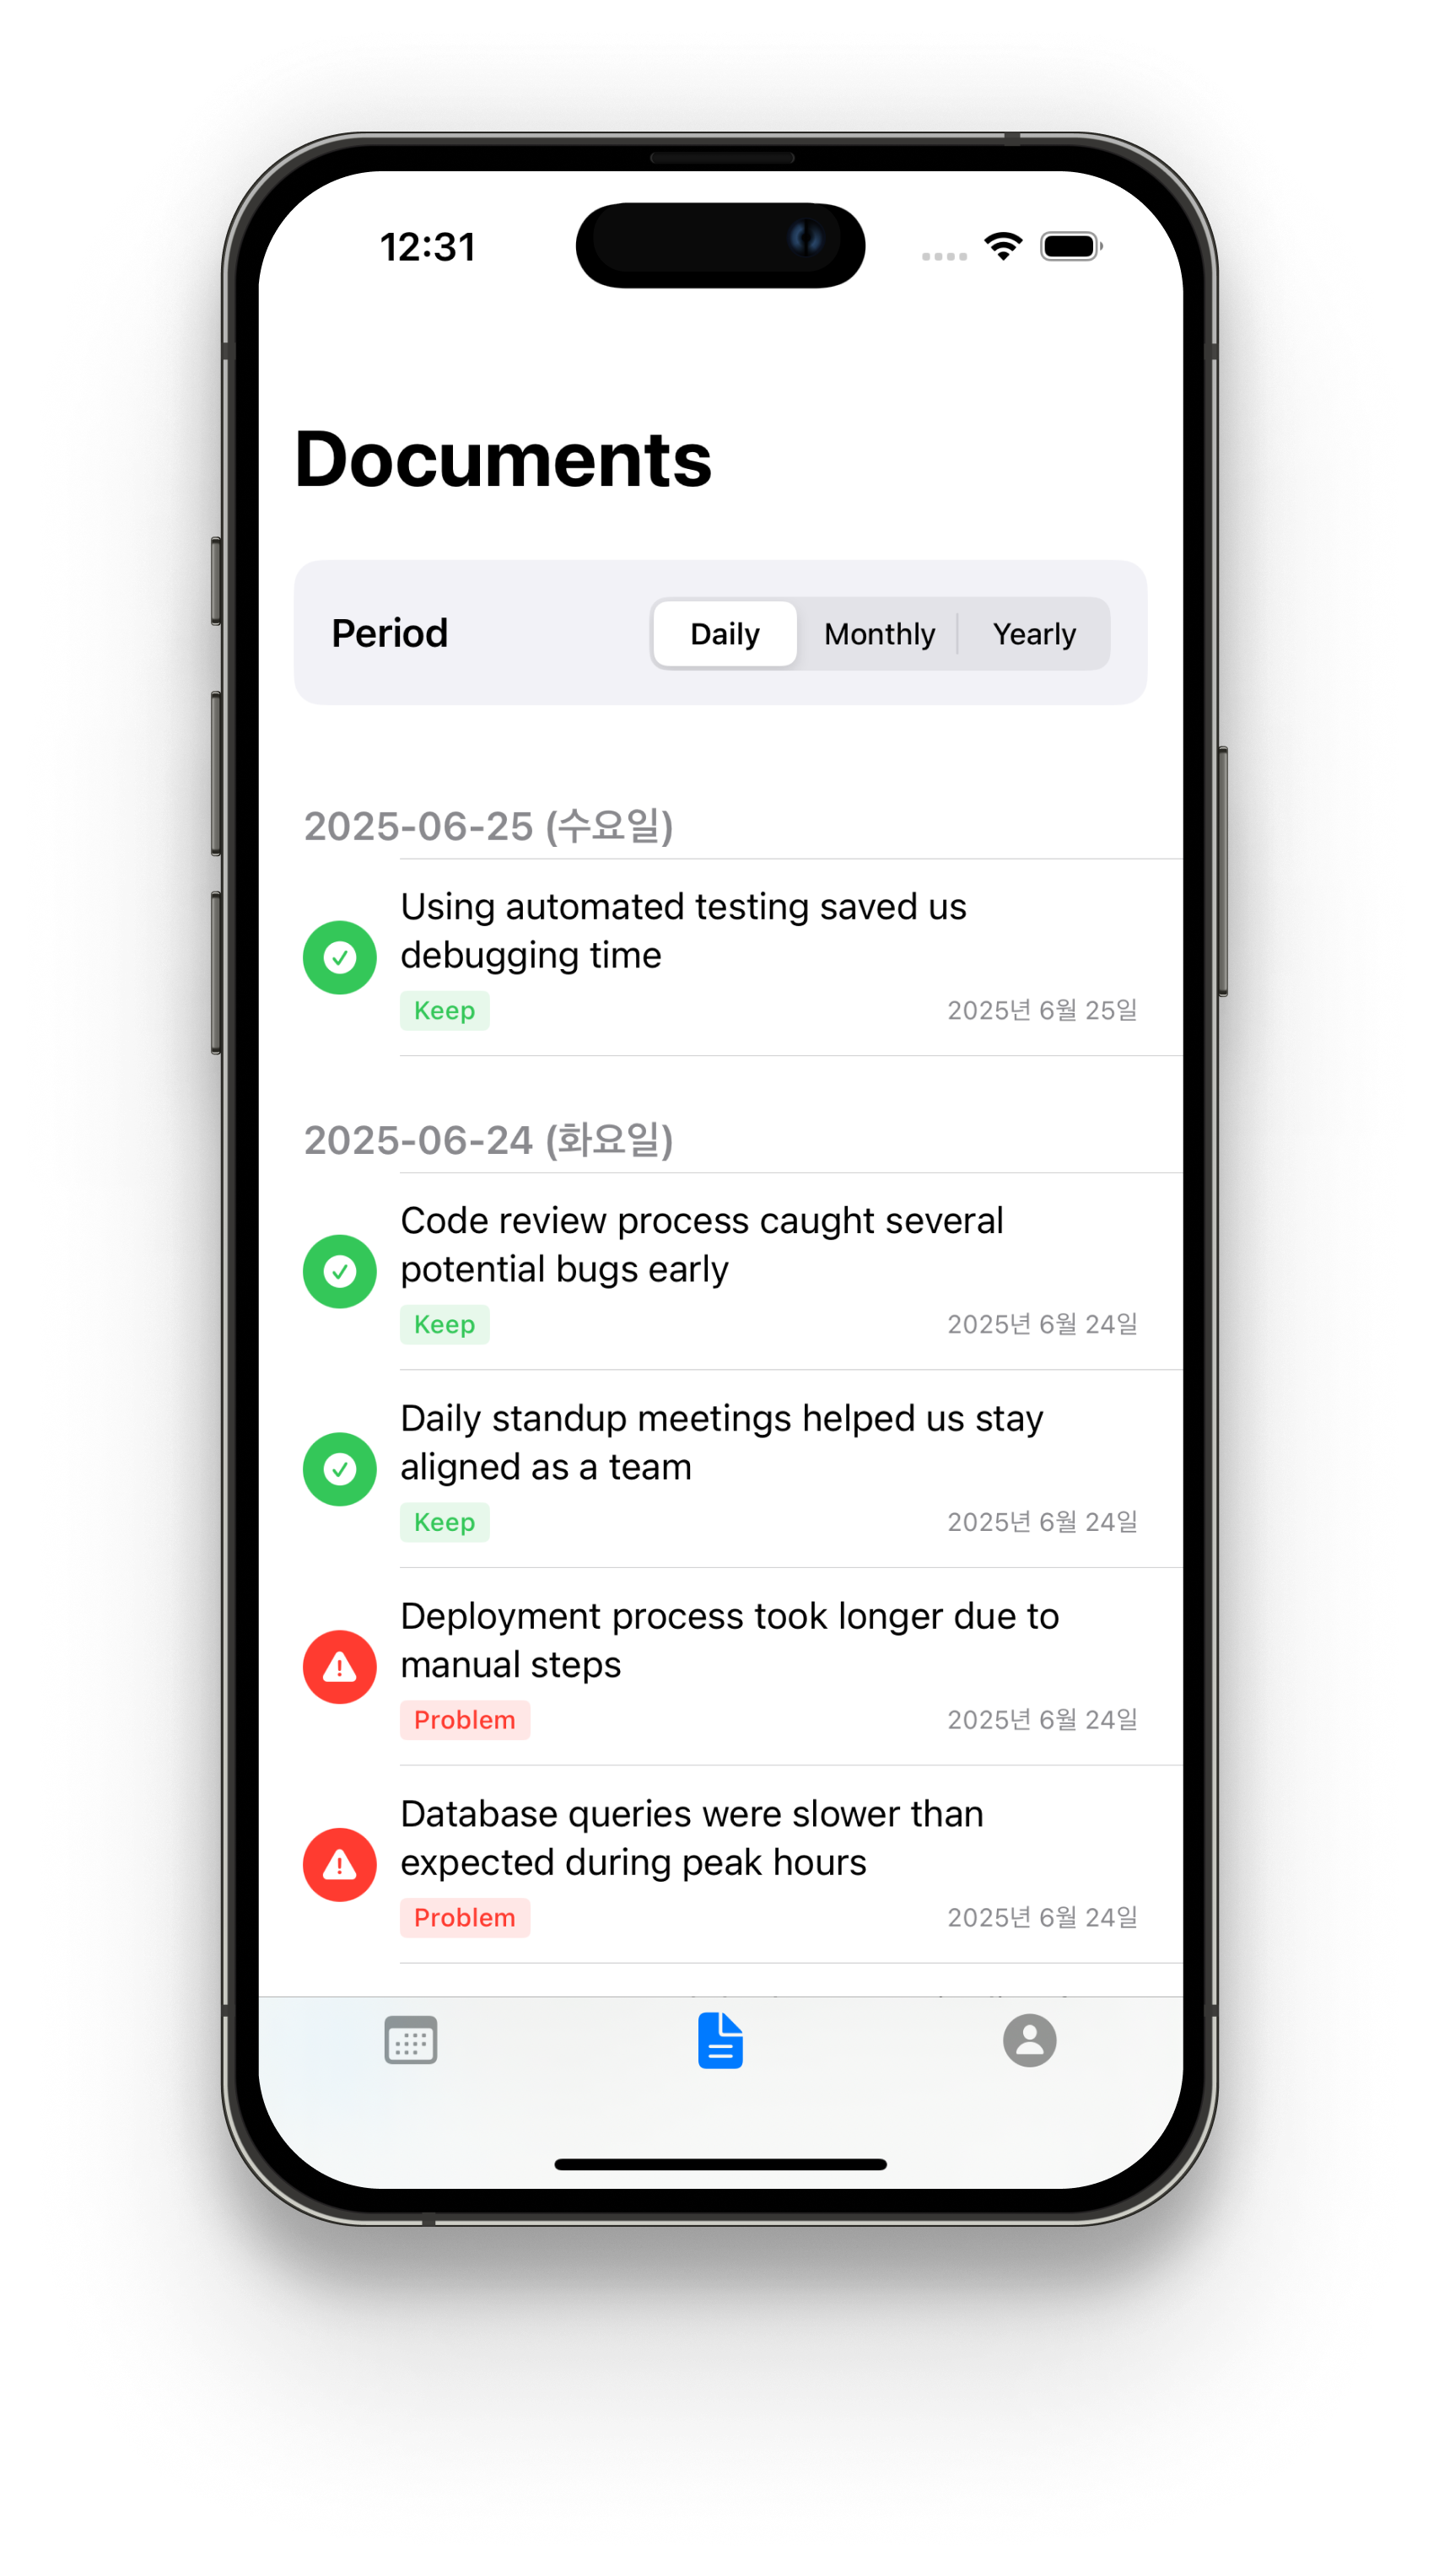 12:31
Documents
Period
Daily
Monthly
Yearly
2025-06-25 (수요일)
Using automated testing saved us
debugging time
Keep
2025년 6월 25일
2025-06-24 (화요일)
Code review process caught several
potential bugs early
Keep
2025년 6월 24일
Daily standup meetings helped us stay
aligned as a team
Keep
2025년 6월 24일
Deployment process took longer due to
manual steps
Problem
2025년 6월 24일
Database queries were slower than
expected during peak hours
Problem
2025년 6월 24일